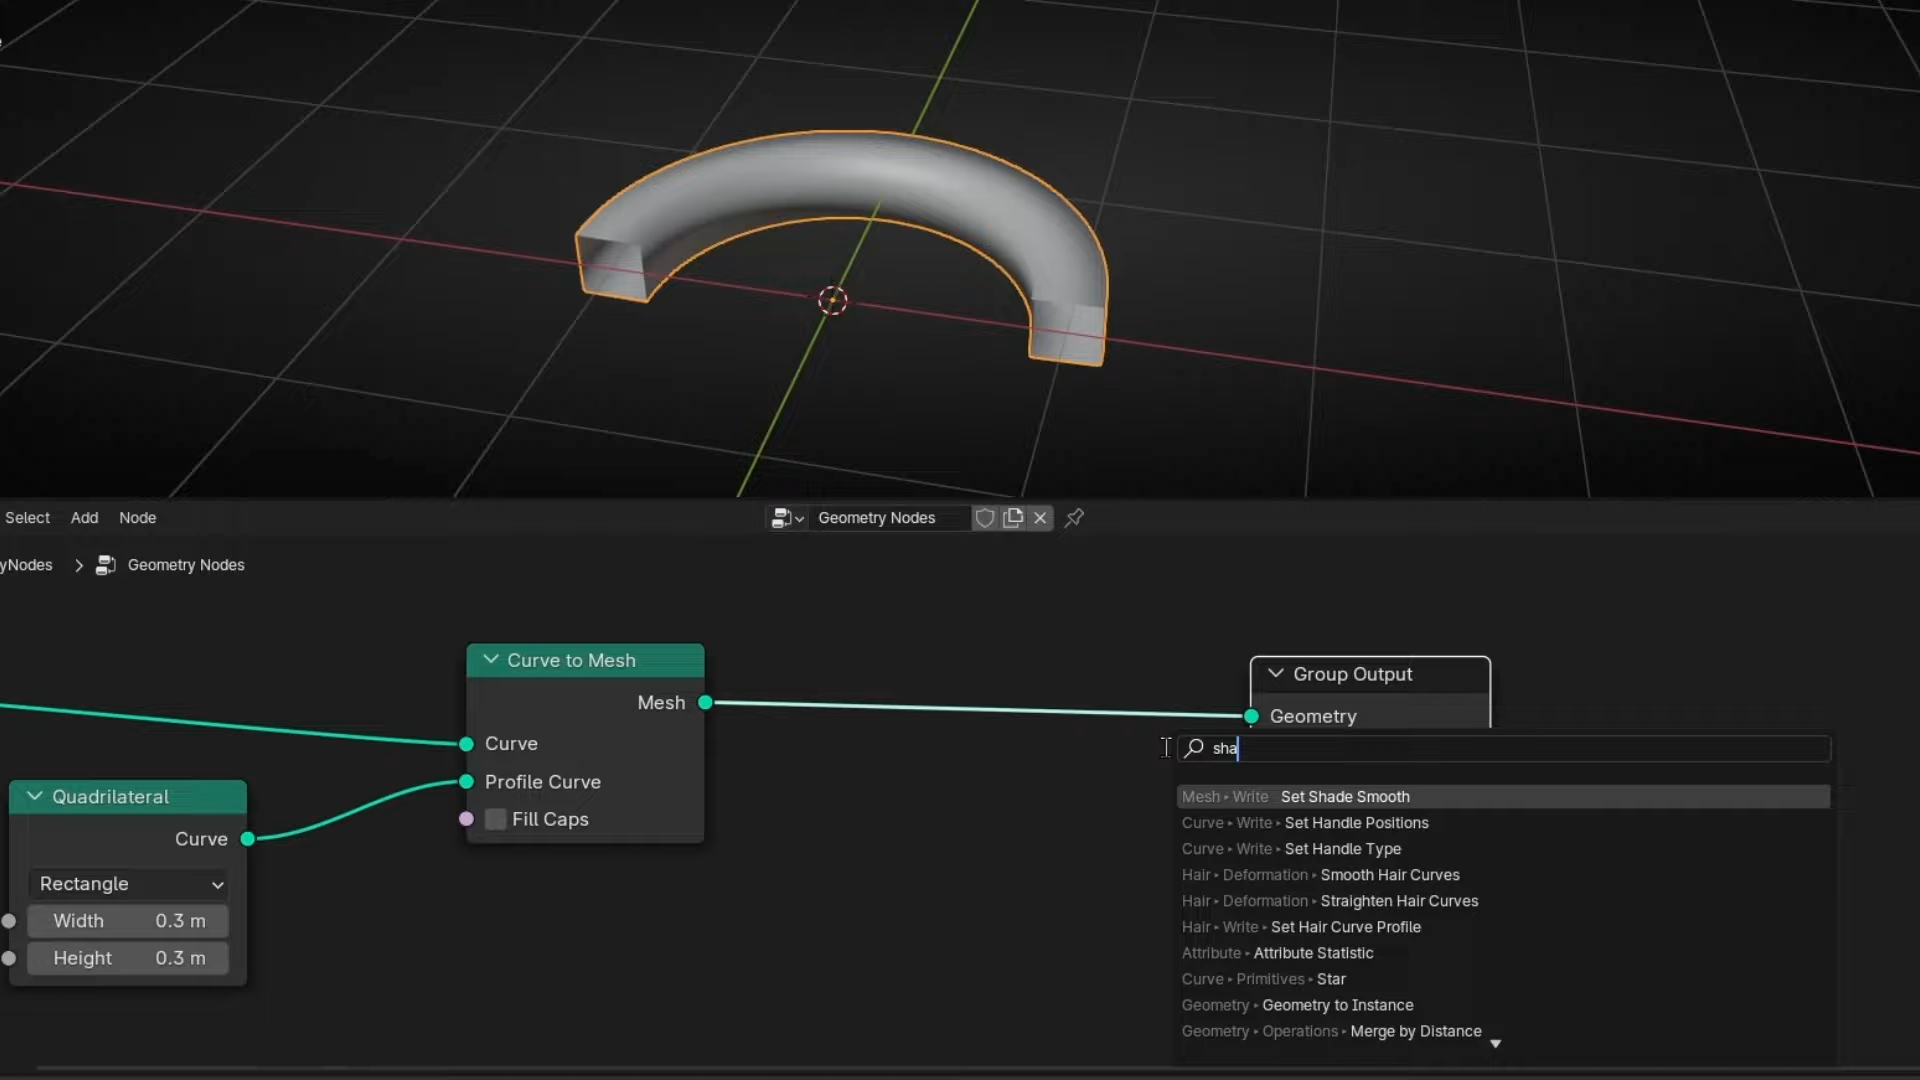 Select Add Node
Geometry Nodes
yNodes > Geometry Nodes
Curve to Mesh
Mesh
Curve
Profile Curve
Fill Caps
Quadrilateral
Curve
Rectangle
Width 0.3 m
Height 0.3 m
Group Output
Geometry
sha
Mesh ▸ Write ▸ Set Shade Smooth
Curve ▸ Write ▸ Set Handle Positions
Curve ▸ Write ▸ Set Handle Type
Hair ▸ Deformation ▸ Smooth Hair Curves
Hair ▸ Deformation ▸ Straighten Hair Curves
Hair ▸ Write ▸ Set Hair Curve Profile
Attribute ▸ Attribute Statistic
Curve ▸ Primitives ▸ Star
Geometry ▸ Geometry to Instance
Geometry ▸ Operations ▸ Merge by Distance